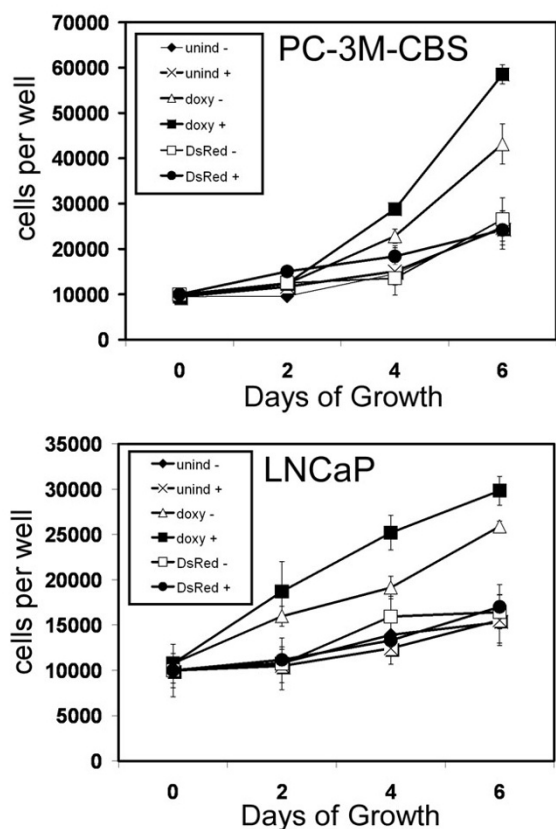 PC-3M-CBS
cells per well
70000
60000
50000
40000
30000
20000
10000
0
unind -
unind +
doxy -
doxy +
DsRed -
DsRed +
0 2 4 6
Days of Growth
LNCaP
cells per well
35000
30000
25000
20000
15000
10000
5000
0
unind -
unind +
doxy -
doxy +
DsRed -
DsRed +
0 2 4 6
Days of Growth